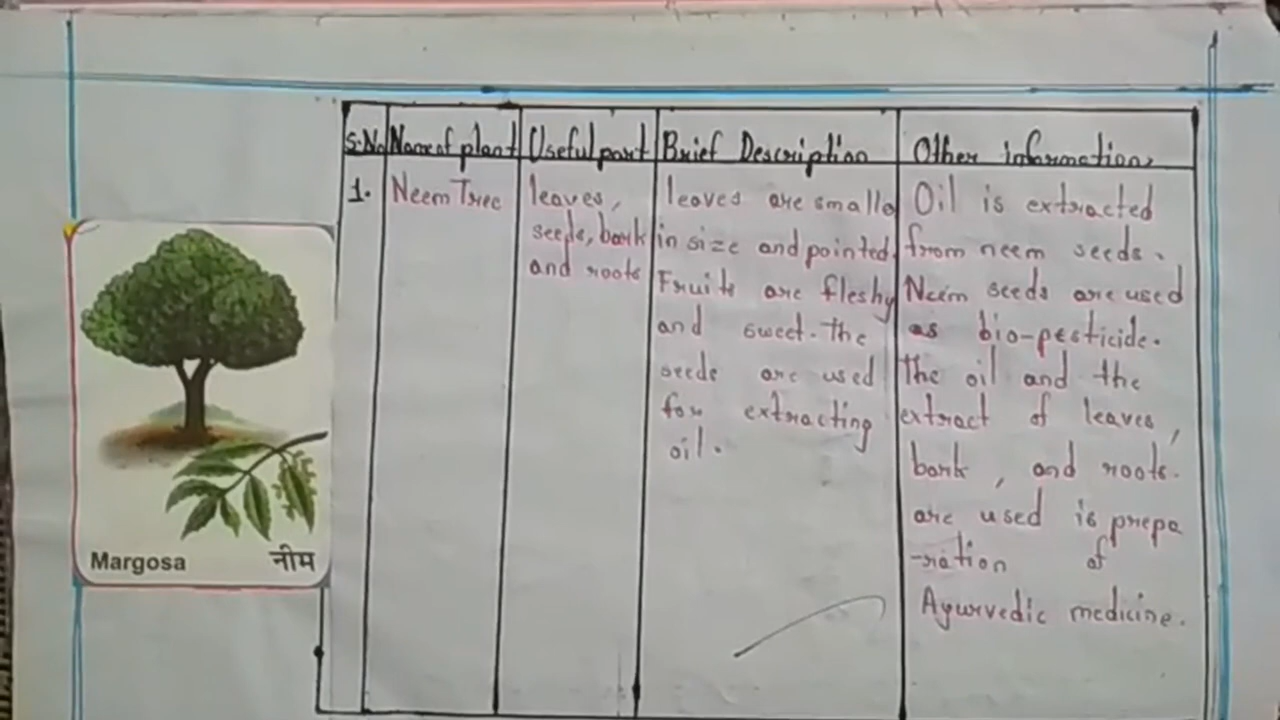 S.No
Name of plant
Useful part
Brief Description
Other information
1.
Neem Tree
leaves,
seeds, bark
and roots
leaves are small
in size and pointed.
Fruits are fleshy
and sweet. The
seeds are used
for extracting
oil.
Oil is extracted
from neem seeds.
Neem seeds are used
as bio-pesticide.
The oil and the
extract of leaves,
bark, and roots.
are used is prepa
-ration of
Ayurvedic medicine.
Margosa
नीम